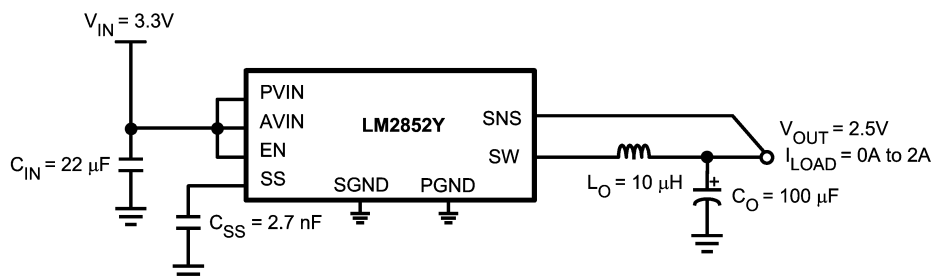 V_IN = 3.3V
PVIN
AVIN
EN
SS
LM2852Y
SNS
SW
SGND
PGND
C_IN = 22 μF
C_SS = 2.7 nF
L_O = 10 μH
+
C_O = 100 μF
V_OUT = 2.5V
I_LOAD = 0A to 2A